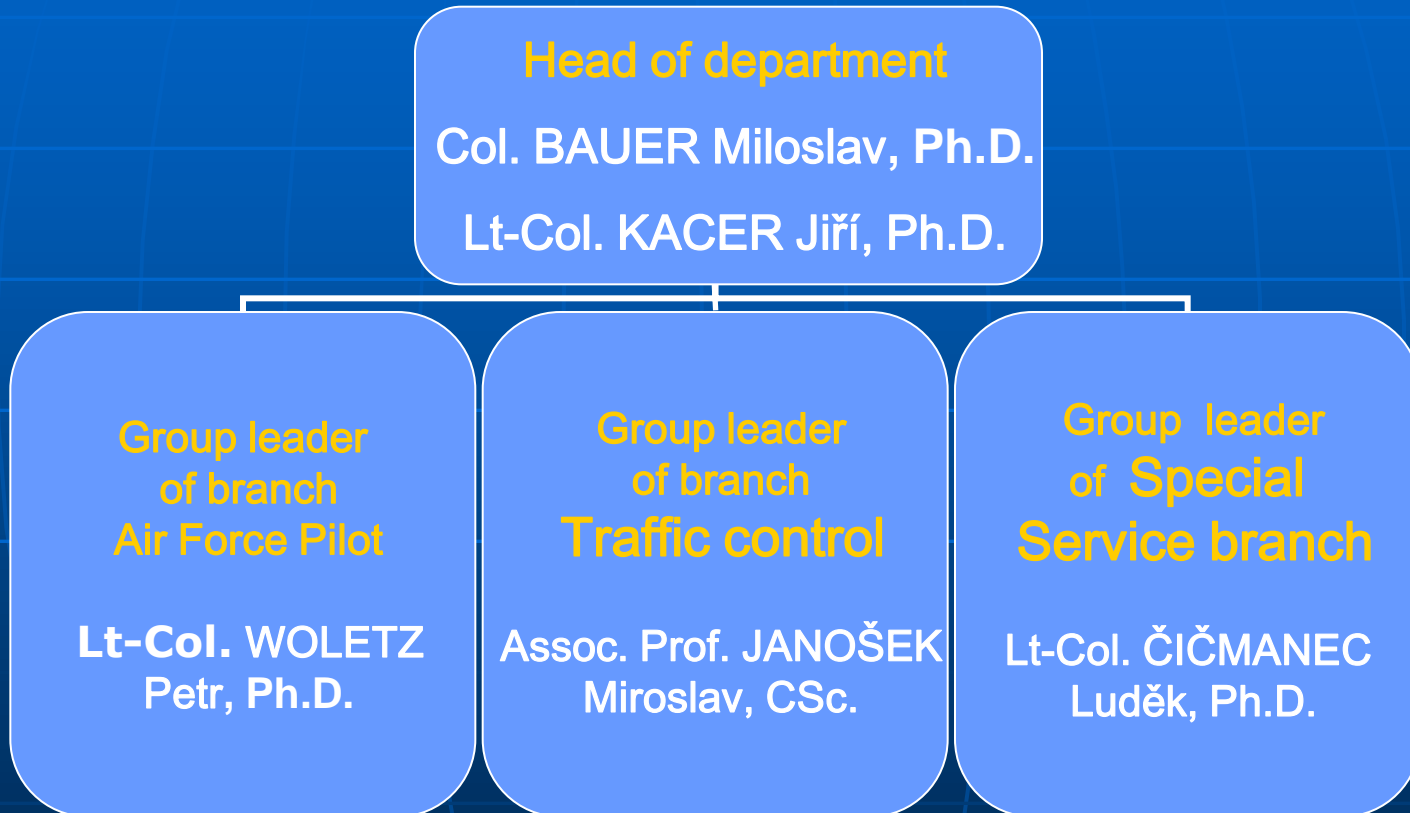 Head of department
Col. BAUER Miloslav, Ph.D.
Lt-Col. KACER Jiří, Ph.D.
Group leader
of branch
Air Force Pilot
Lt-Col. WOLETZ
Petr, Ph.D.
Group leader
of branch
Traffic control
Assoc. Prof. JANOŠEK
Miroslav, CSc.
Group leader
of Special
Service branch
Lt-Col. ČIČMANEC
Luděk, Ph.D.